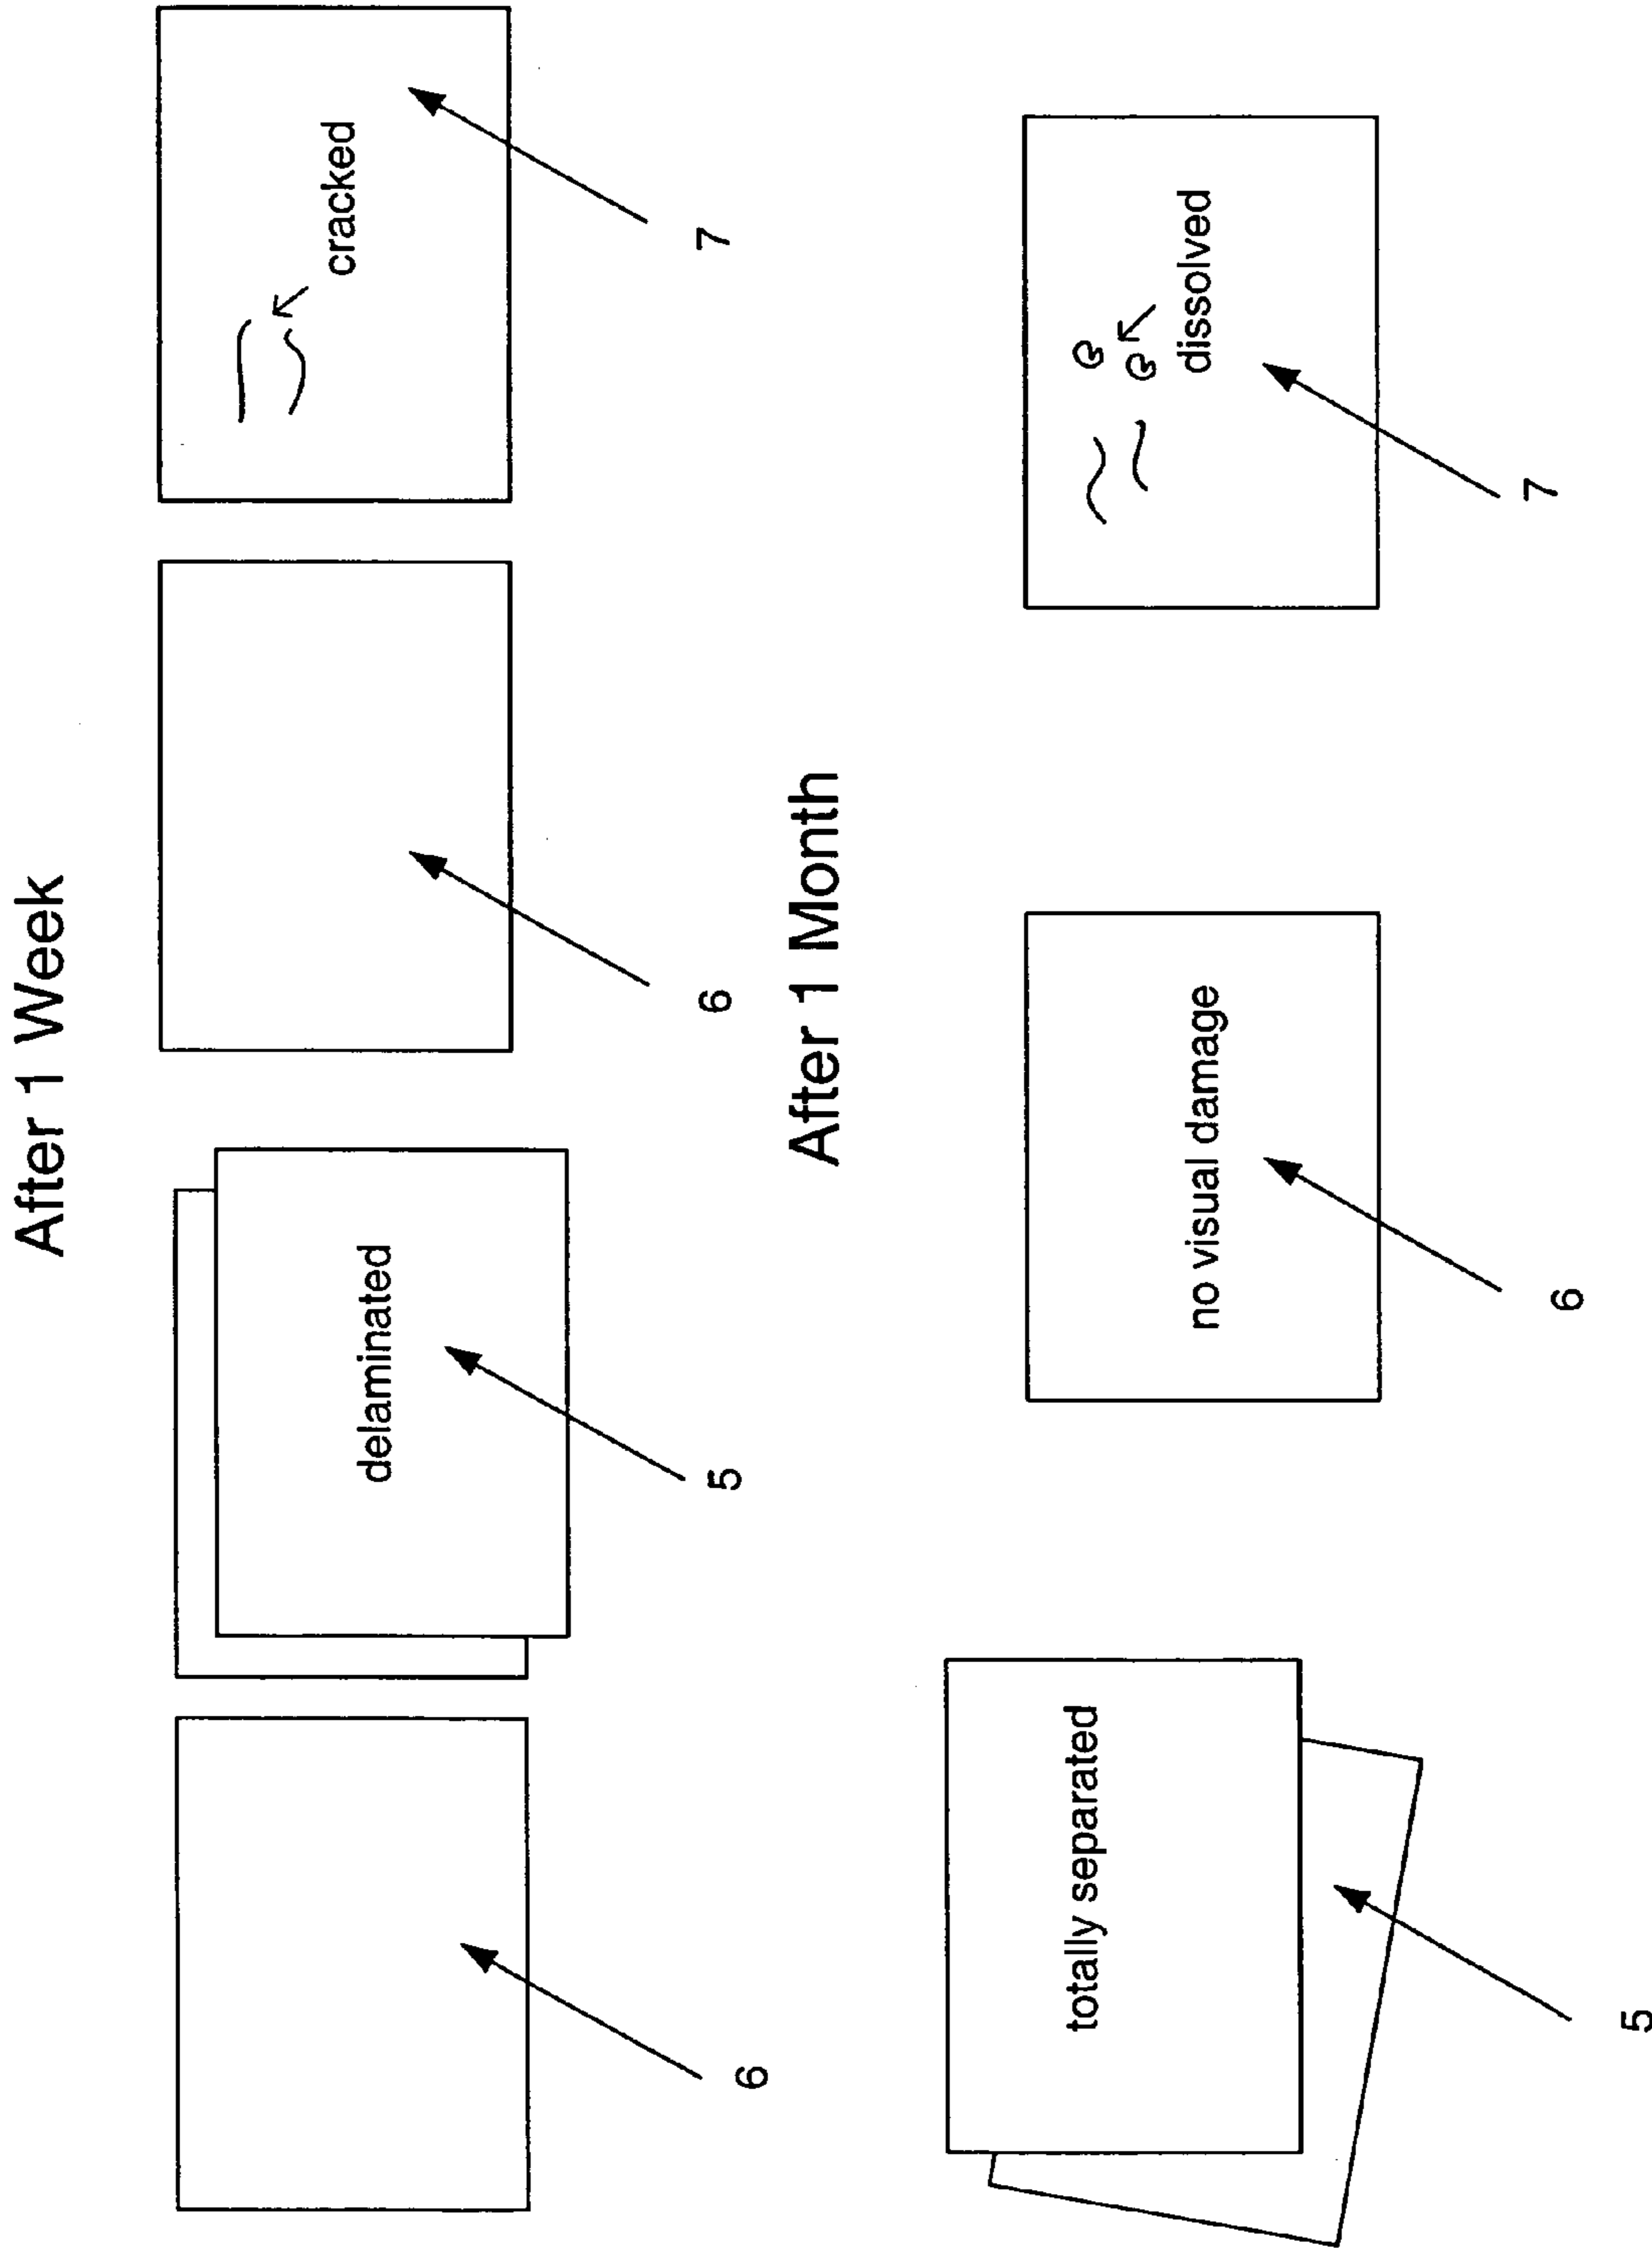 After 1 Week
delaminated
cracked
6
5
6
7
After 1 Month
totally separated
no visual damage
dissolved
5
6
7